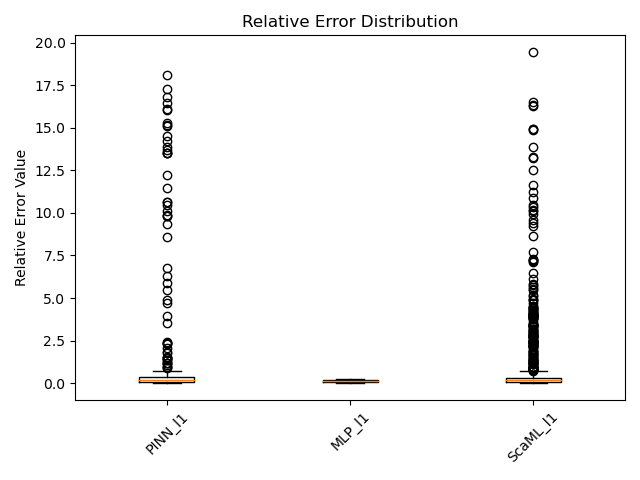 Relative Error Distribution
Relative Error Value
20.0
17.5
15.0
12.5
10.0
7.5
5.0
2.5
0.0
PINN_l1
MLP_l1
ScaML_l1